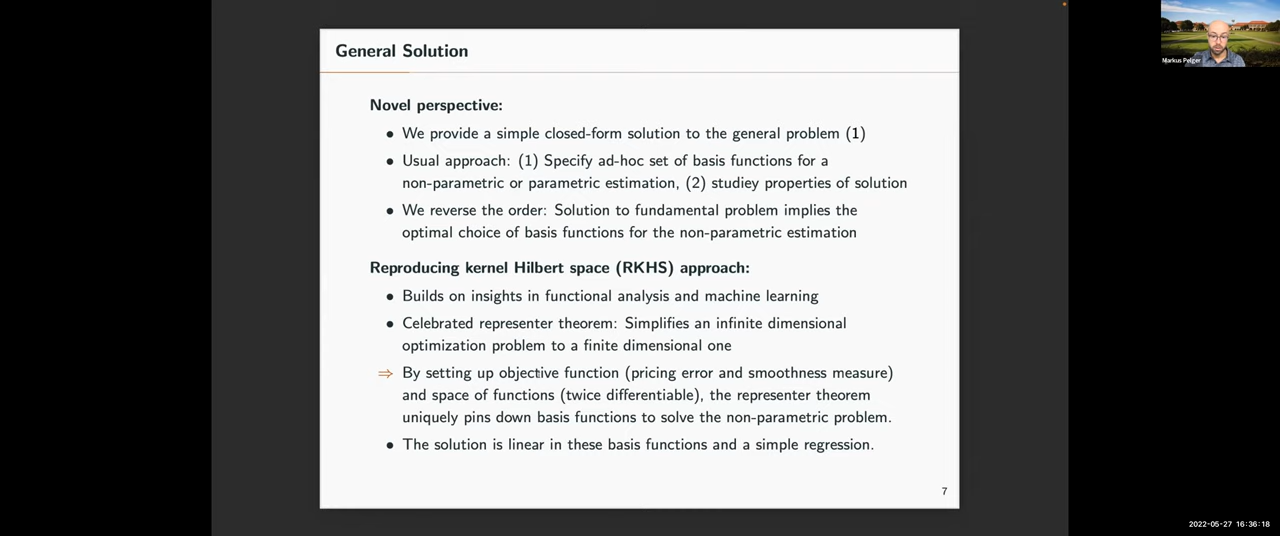 General Solution
Markus Pelger
Novel perspective:
• We provide a simple closed-form solution to the general problem (1)
• Usual approach: (1) Specify ad-hoc set of basis functions for a
non-parametric or parametric estimation, (2) studiey properties of solution
• We reverse the order: Solution to fundamental problem implies the
optimal choice of basis functions for the non-parametric estimation
Reproducing kernel Hilbert space (RKHS) approach:
• Builds on insights in functional analysis and machine learning
• Celebrated representer theorem: Simplifies an infinite dimensional
optimization problem to a finite dimensional one
⇒ By setting up objective function (pricing error and smoothness measure)
and space of functions (twice differentiable), the representer theorem
uniquely pins down basis functions to solve the non-parametric problem.
• The solution is linear in these basis functions and a simple regression.
7
2022-05-27 16:36:18